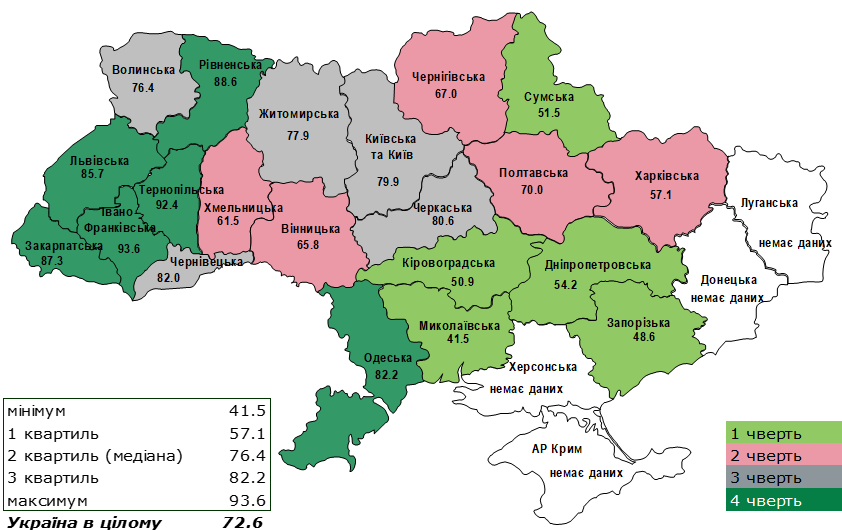 Волинська
76.4
Рівненська
88.6
Житомирська
77.9
Київська
та Київ
79.9
Чернігівська
67.0
Сумська
51.5
Львівська
85.7
Тернопільська
92.4
Хмельницька
61.5
Вінницька
65.8
Черкаська
80.6
Полтавська
70.0
Харківська
57.1
Луганська
немає даних
Івано
Франківська
93.6
Закарпатська
87.3
Чернівецька
82.0
Кіровоградська
50.9
Дніпропетровська
54.2
Донецька
немає даних
Миколаївська
41.5
Запорізька
48.6
Одеська
82.2
Херсонська
немає даних
АР Крим
немає даних
мінімум 41.5
1 квартиль 57.1
2 квартиль (медіана) 76.4
3 квартиль 82.2
максимум 93.6
Україна в цілому 72.6
1 чверть
2 чверть
3 чверть
4 чверть